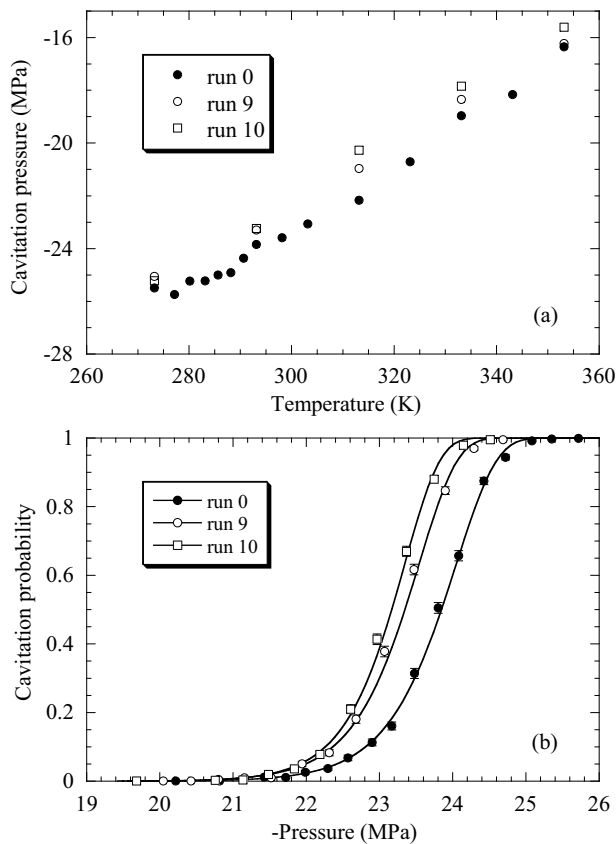 -16
-20
-24
-28
Cavitation pressure (MPa)
run 0
run 9
run 10
(a)
260 280 300 320 340 360
Temperature (K)
1
0.8
0.6
0.4
0.2
0
Cavitation probability
run 0
run 9
run 10
(b)
19 20 21 22 23 24 25 26
-Pressure (MPa)